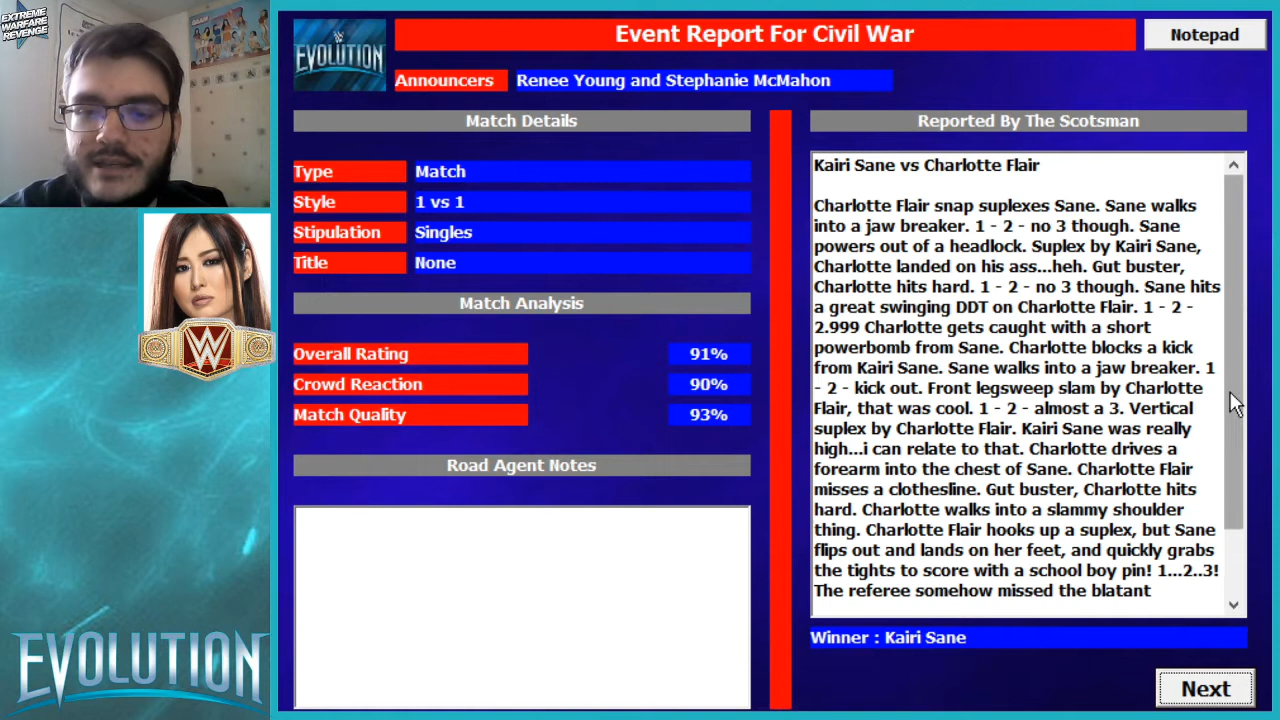 EXTREME
WARFARE
REVENGE
W
EVOLUTION
Event Report For Civil War
Notepad
Announcers
Renee Young and Stephanie McMahon
Match Details
Type
Match
Style
1 vs 1
Stipulation
Singles
Title
None
Match Analysis
Overall Rating
91%
Crowd Reaction
90%
Match Quality
93%
Road Agent Notes
Reported By The Scotsman
Kairi Sane vs Charlotte Flair
Charlotte Flair snap suplexes Sane. Sane walks
into a jaw breaker. 1 - 2 - no 3 though. Sane
powers out of a headlock. Suplex by Kairi Sane,
Charlotte landed on his ass...heh. Gut buster,
Charlotte hits hard. 1 - 2 - no 3 though. Sane hits
a great swinging DDT on Charlotte Flair. 1 - 2 -
2.999 Charlotte gets caught with a short
powerbomb from Sane. Charlotte blocks a kick
from Kairi Sane. Sane walks into a jaw breaker. 1
- 2 - kick out. Front legsweep slam by Charlotte
Flair, that was cool. 1 - 2 - almost a 3. Vertical
suplex by Charlotte Flair. Kairi Sane was really
high...i can relate to that. Charlotte drives a
forearm into the chest of Sane. Charlotte Flair
misses a clothesline. Gut buster, Charlotte hits
hard. Charlotte walks into a slammy shoulder
thing. Charlotte Flair hooks up a suplex, but Sane
flips out and lands on her feet, and quickly grabs
the tights to score with a school boy pin! 1...2..3!
The referee somehow missed the blatant
Winner : Kairi Sane
Next
W
EVOLUTION